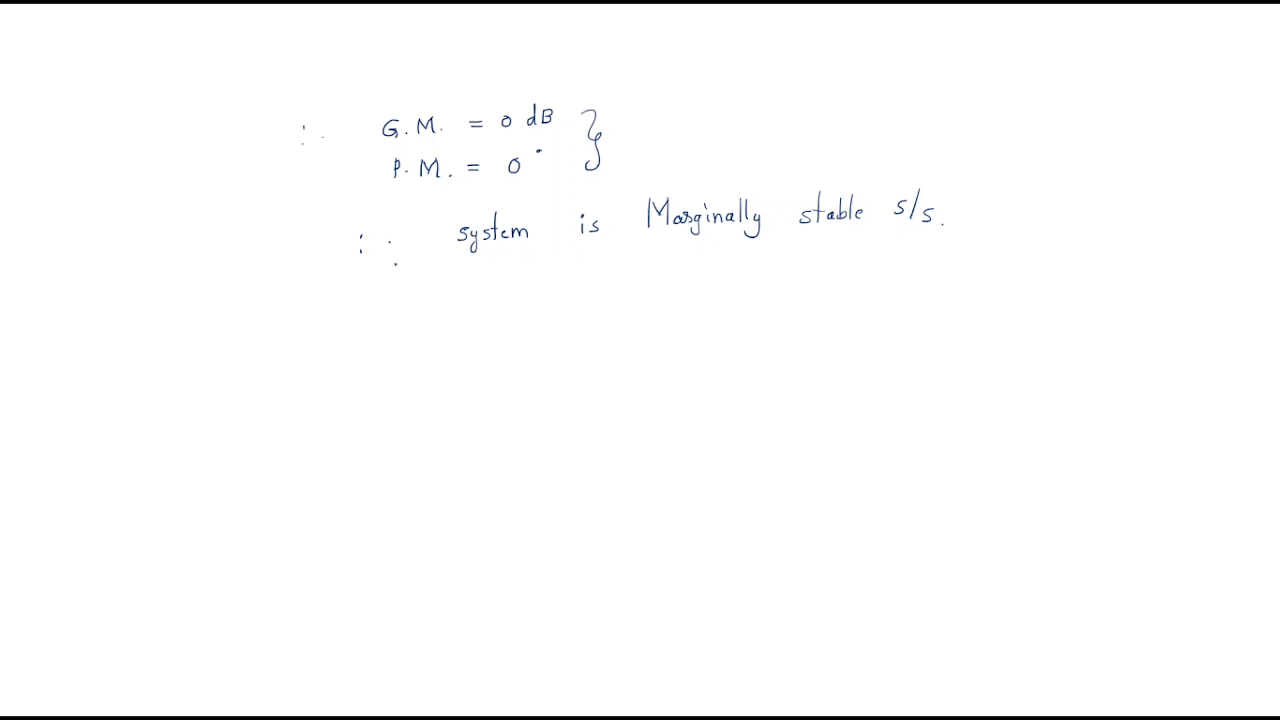 ∴ G.M. = 0 dB }
P.M. = 0°
∴ system is Marginally stable s/s.